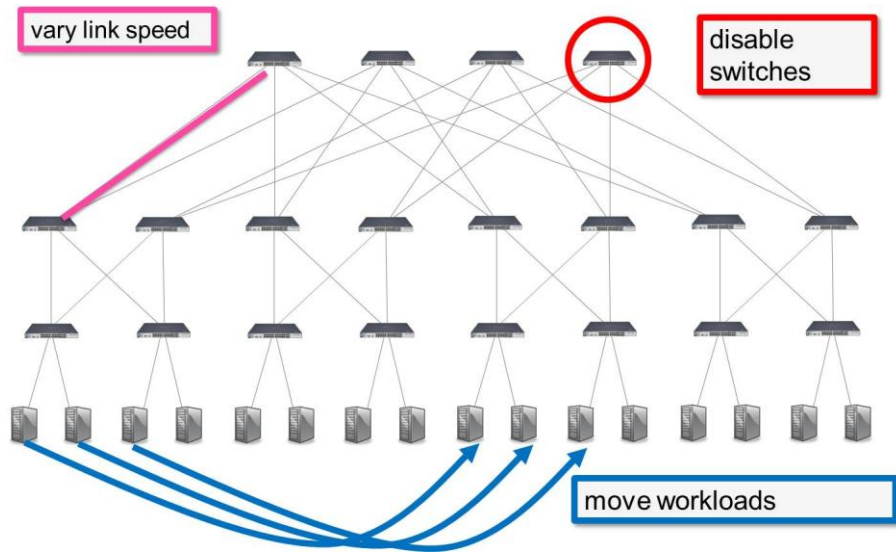 vary link speed
disable
switches
move workloads